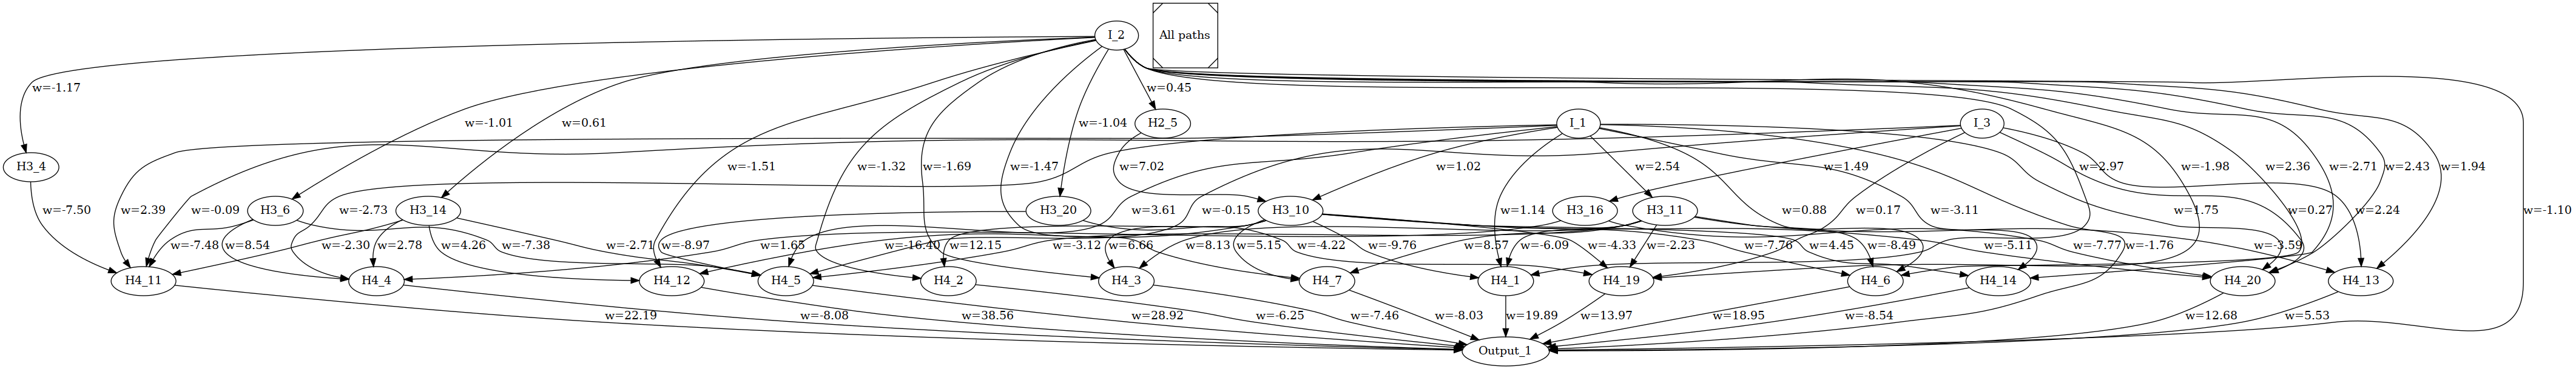 I_2
All paths
w=-1.17
w=0.45
w=-1.01
w=0.61
w=-1.04
H2_5
I_1
I_3
H3_4
w=-1.51
w=-1.32
w=-1.69
w=-1.47
w=7.02
w=1.02
w=2.54
w=1.49
w=2.97
w=-1.98
w=2.36
w=-2.71
w=2.43
w=1.94
w=-7.50
w=2.39
w=-0.09
H3_6
w=-2.73
H3_14
H3_20
w=3.61
w=-0.15
H3_10
w=1.14
H3_16
H3_11
w=0.88
w=0.17
w=-3.11
w=1.75
w=0.27
w=2.24
w=-1.10
w=-7.48
w=8.54
w=-2.30
w=2.78
w=4.26
w=-7.38
w=-2.71
w=-8.97
w=1.65
w=-16.40
w=12.15
w=-3.12
w=6.66
w=8.13
w=5.15
w=-4.22
w=-9.76
w=8.57
w=-6.09
w=-4.33
w=-2.23
w=-7.76
w=4.45
w=-8.49
w=-5.11
w=-7.77
w=-1.76
w=-3.59
H4_11
H4_4
H4_12
H4_5
H4_2
H4_3
H4_7
H4_1
H4_19
H4_6
H4_14
H4_20
H4_13
w=22.19
w=-8.08
w=38.56
w=28.92
w=-6.25
w=-7.46
w=-8.03
w=19.89
w=13.97
w=18.95
w=-8.54
w=12.68
w=5.53
Output_1